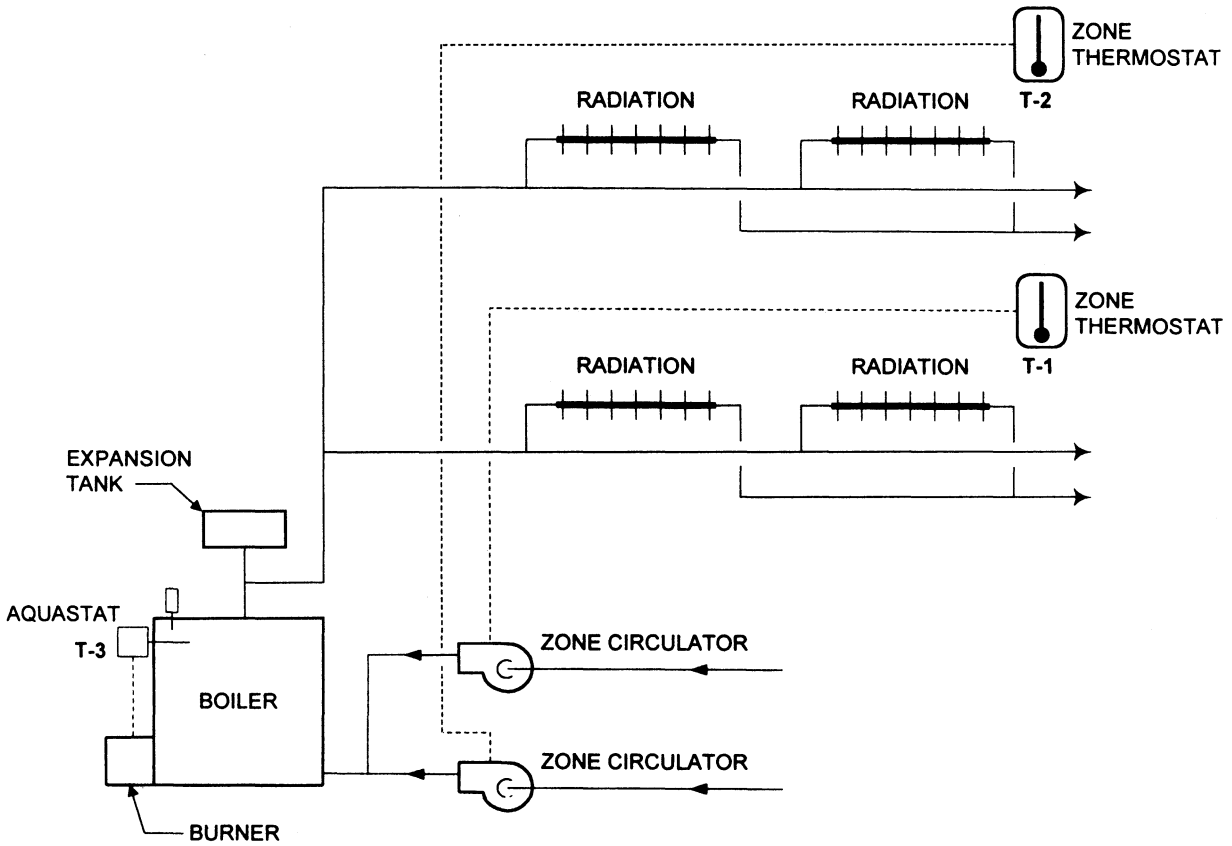 ZONE
THERMOSTAT
T-2
RADIATION
RADIATION
ZONE
THERMOSTAT
T-1
RADIATION
RADIATION
EXPANSION
TANK
AQUASTAT
T-3
BOILER
ZONE CIRCULATOR
ZONE CIRCULATOR
BURNER